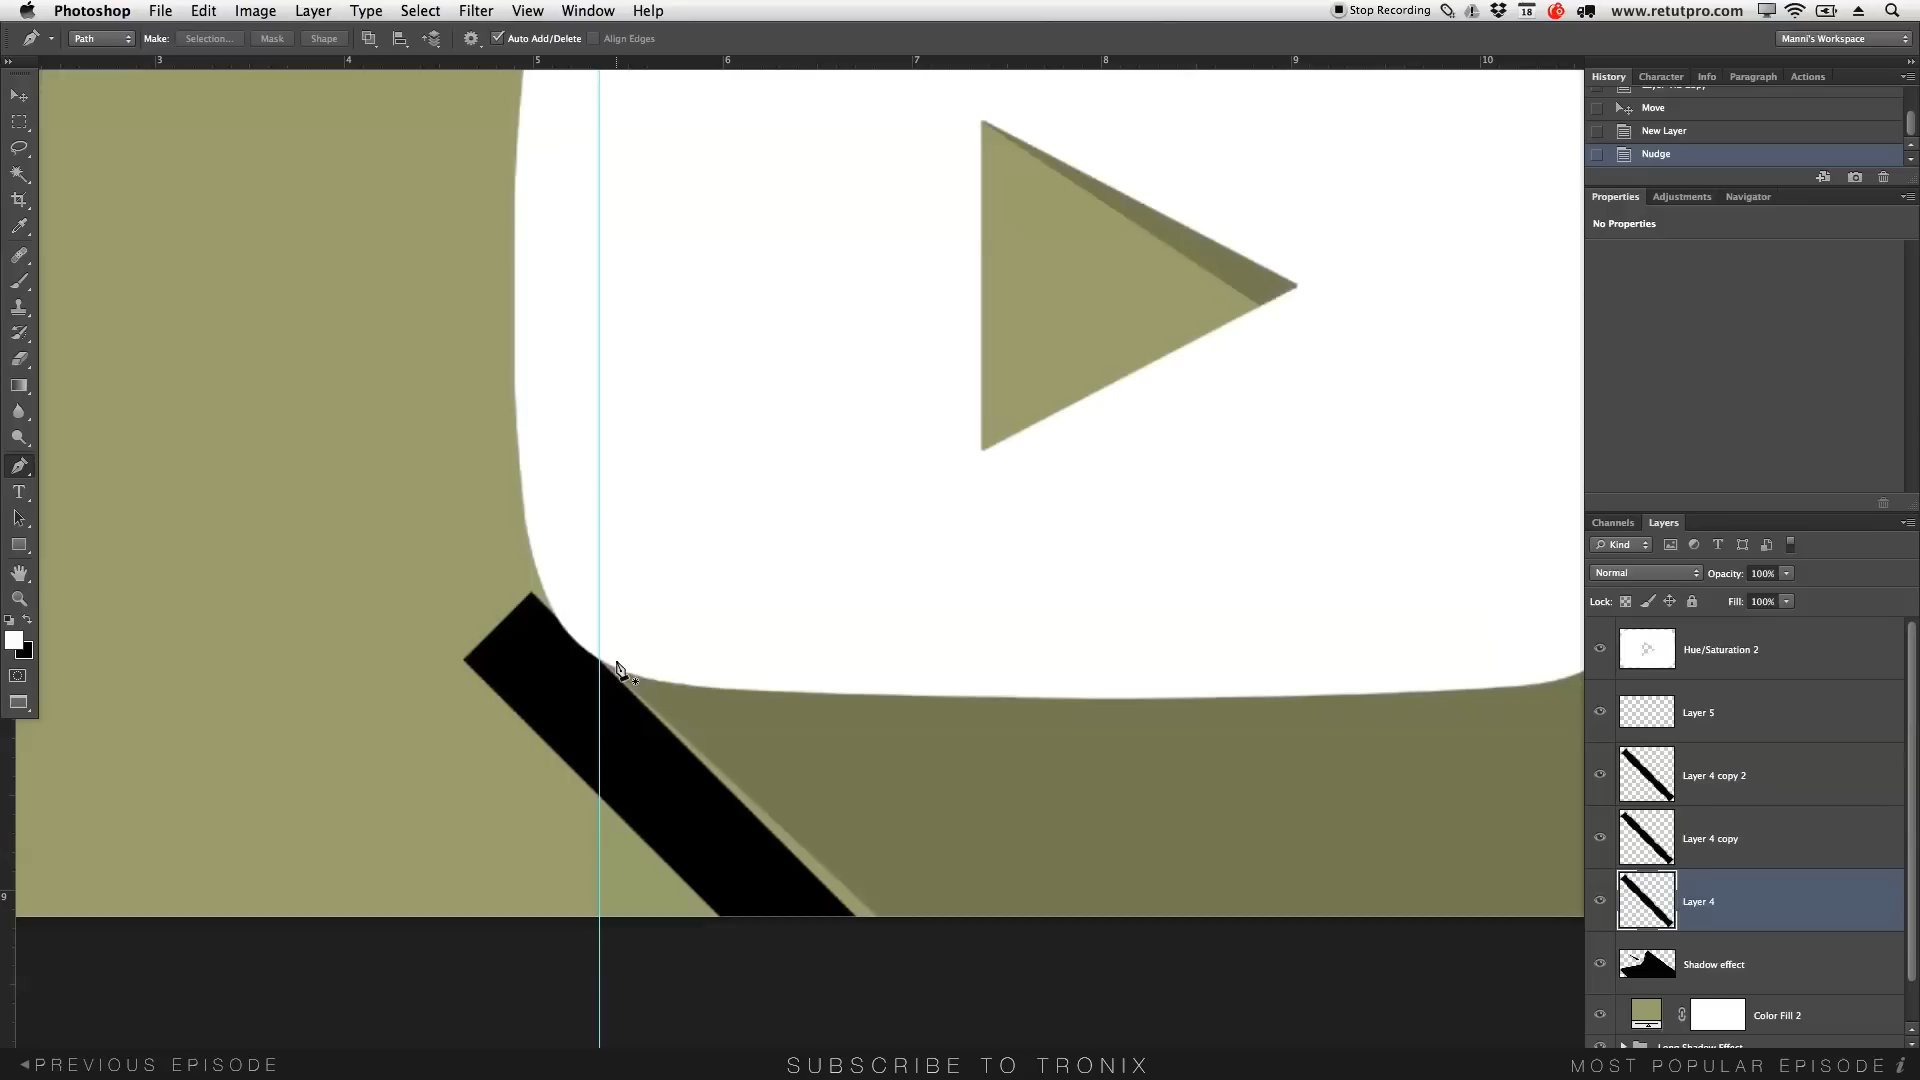 Photoshop File Edit Image Layer Type Select Filter View Window Help
Stop Recording 18 www.retutpro.com
Path Make: Selection... Mask Shape Auto Add/Delete Align Edges Manni's Workspace
3 4 5 6 7 8 9 10
History Character Info Paragraph Actions
Move
New Layer
Nudge
Properties Adjustments Navigator
No Properties
Channels Layers
Kind
Normal Opacity: 100%
Lock: Fill: 100%
Hue/Saturation 2
Layer 5
Layer 4 copy 2
Layer 4 copy
Layer 4
9
Shadow effect
Color Fill 2
PREVIOUS EPISODE SUBSCRIBE TO TRONIX MOST POPULAR EPISODE i